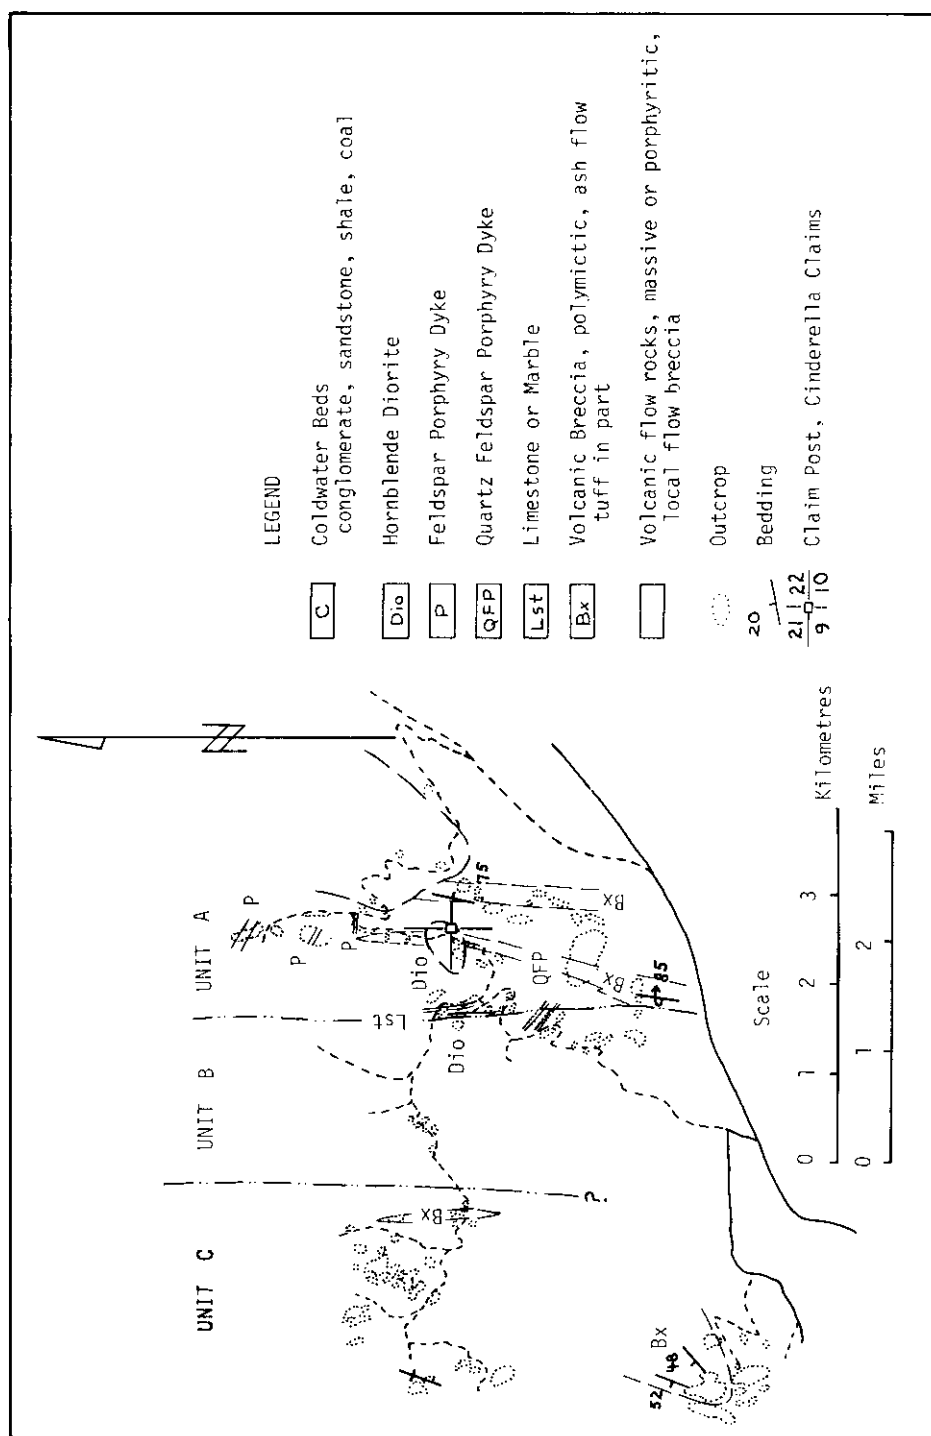 LEGEND
C
Coldwater Beds
conglomerate, sandstone, shale, coal
Dio
Hornblende Diorite
P
Feldspar Porphyry Dyke
QFP
Quartz Feldspar Porphyry Dyke
Lst
Limestone or Marble
Bx
Volcanic Breccia, polymictic, ash flow
tuff in part
Volcanic flow rocks, massive or porphyritic,
local flow breccia
Outcrop
20
Bedding
21 22
9 10
Claim Post, Cinderella Claims
UNIT C
UNIT B
UNIT A
N
P
P
P
Lst
Dio
Dio
75
QFP
Bx
Bx
85
Bx
?
52
48
Bx
Scale
0 1 2 3
Kilometres
0 1 2
Miles